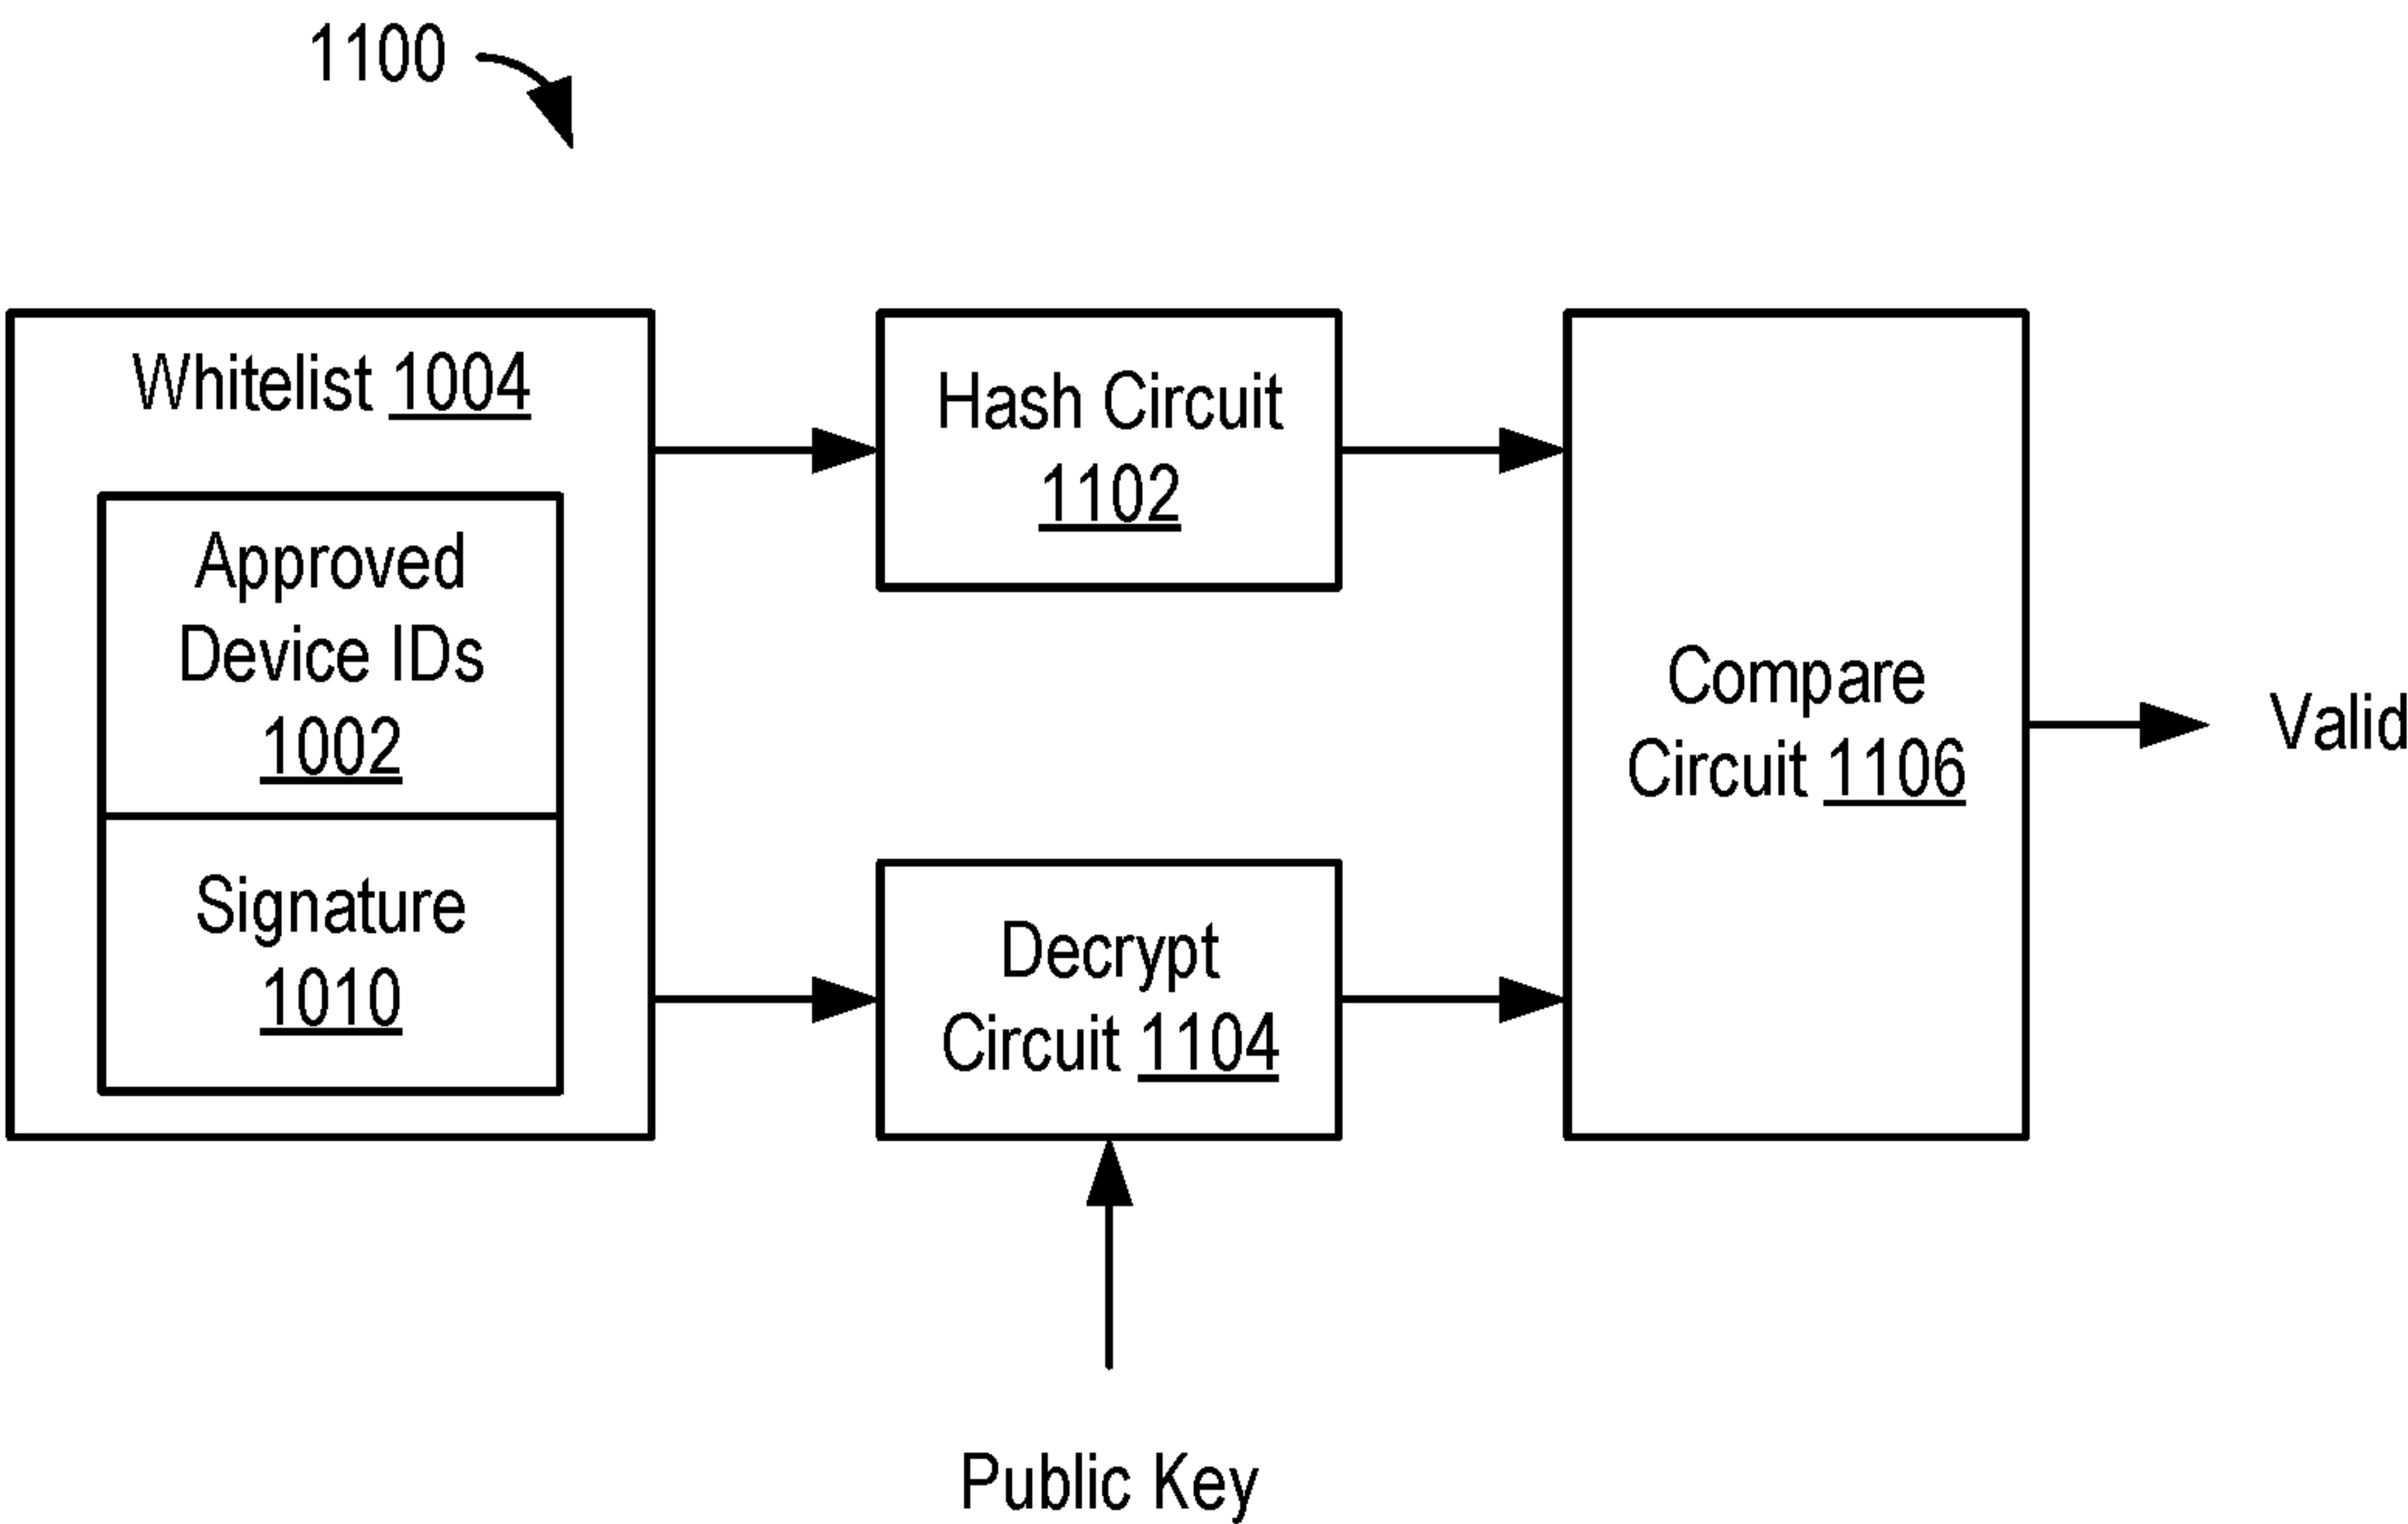 1100
Whitelist 1004
Approved
Device IDs
1002
Signature
1010
Hash Circuit
1102
Decrypt
Circuit 1104
Public Key
Compare
Circuit 1106
Valid